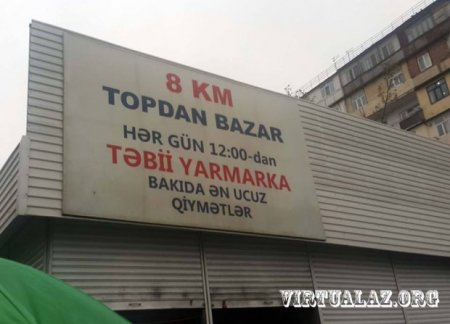 8 KM
TOPDAN BAZAR
HƏR GÜN 12:00-dan
TƏBİİ YARMARKA
BAKIDA ƏN UCUZ
QİYMƏTLƏR
VIRTUALAZ.ORG